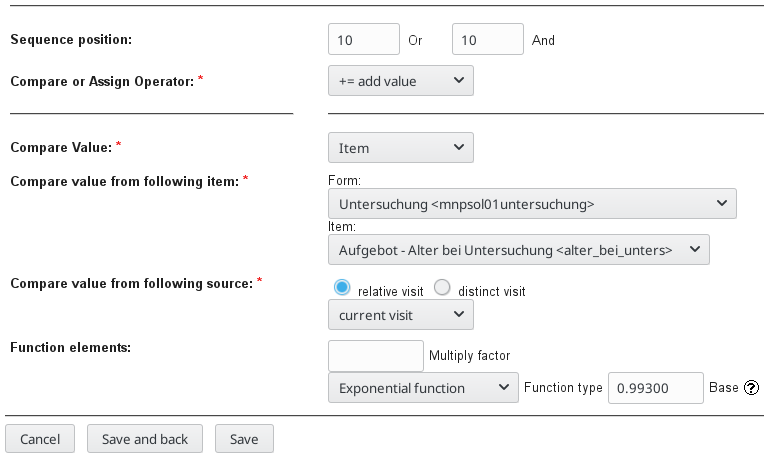 Sequence position: 10 Or 10 And
Compare or Assign Operator: * += add value
Compare Value: * Item
Compare value from following item: * Form:
Untersuchung <mnpsol01untersuchung>
Item:
Aufgebot - Alter bei Untersuchung <alter_bei_unters>
Compare value from following source: * relative visit distinct visit
current visit
Function elements: Multiply factor
Exponential function Function type 0.99300 Base ?
Cancel Save and back Save